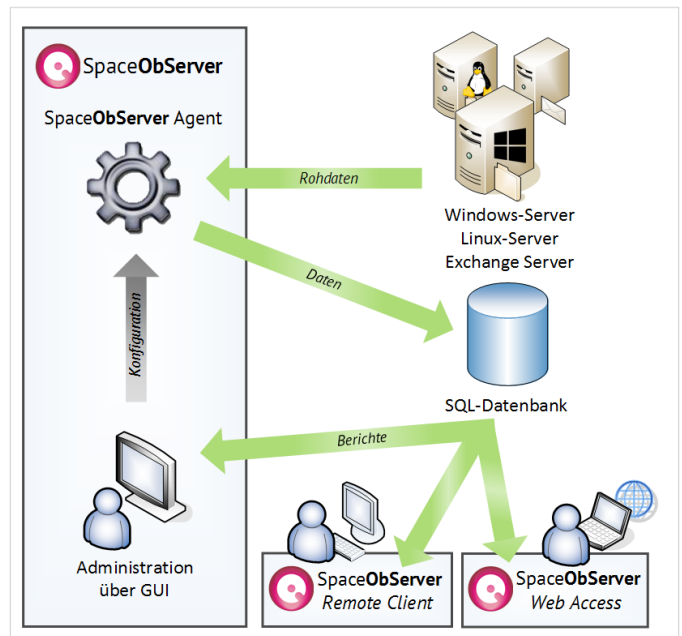 SpaceObServer
SpaceObServer Agent
Rohdaten
Windows-Server
Linux-Server
Exchange Server
Daten
Konfiguration
SQL-Datenbank
Berichte
Administration
über GUI
SpaceObServer
Remote Client
SpaceObServer
Web Access